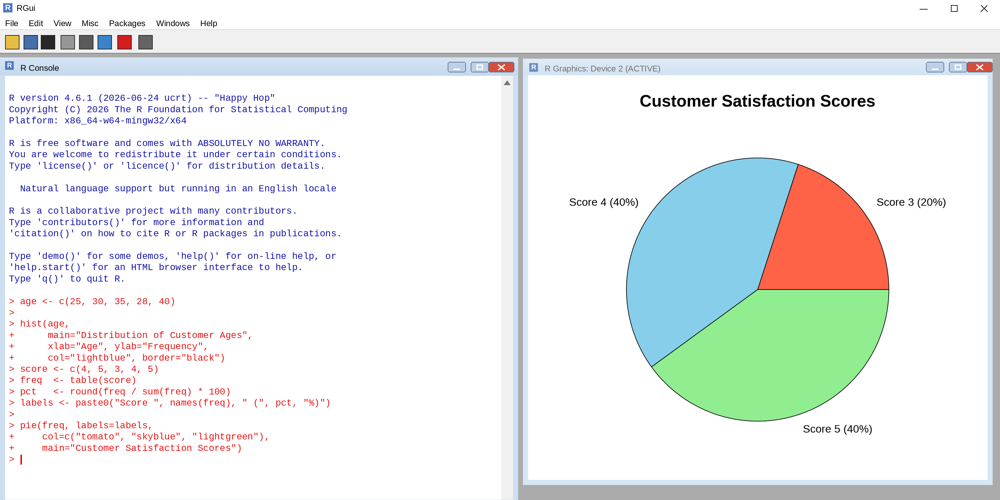 R RGui
File Edit View Misc Packages Windows Help
R R Console
R version 4.6.1 (2026-06-24 ucrt) -- "Happy Hop"
Copyright (C) 2026 The R Foundation for Statistical Computing
Platform: x86_64-w64-mingw32/x64
R is free software and comes with ABSOLUTELY NO WARRANTY.
You are welcome to redistribute it under certain conditions.
Type 'license()' or 'licence()' for distribution details.
  Natural language support but running in an English locale
R is a collaborative project with many contributors.
Type 'contributors()' for more information and
'citation()' on how to cite R or R packages in publications.
Type 'demo()' for some demos, 'help()' for on-line help, or
'help.start()' for an HTML browser interface to help.
Type 'q()' to quit R.
> age <- c(25, 30, 35, 28, 40)
>
> hist(age,
+      main="Distribution of Customer Ages",
+      xlab="Age", ylab="Frequency",
+      col="lightblue", border="black")
> score <- c(4, 5, 3, 4, 5)
> freq  <- table(score)
> pct   <- round(freq / sum(freq) * 100)
> labels <- paste0("Score ", names(freq), " (", pct, "%)")
>
> pie(freq, labels=labels,
+     col=c("tomato", "skyblue", "lightgreen"),
+     main="Customer Satisfaction Scores")
>
R R Graphics: Device 2 (ACTIVE)
Customer Satisfaction Scores
Score 4 (40%)
Score 3 (20%)
Score 5 (40%)